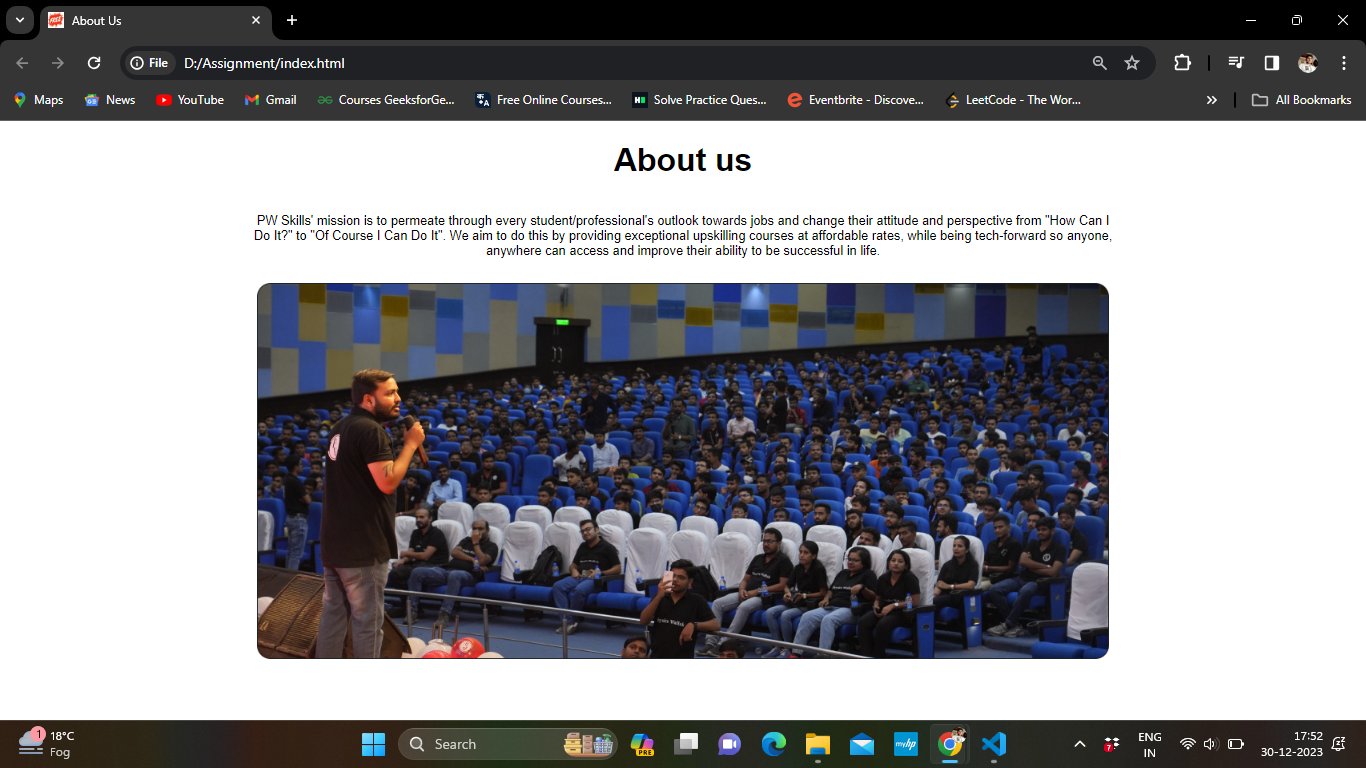 About Us
File
D:/Assignment/index.html
Maps
News
YouTube
Gmail
Courses GeeksforGe...
Free Online Courses...
Solve Practice Ques...
Eventbrite - Discove...
LeetCode - The Wor...
»
All Bookmarks
About us
PW Skills' mission is to permeate through every student/professional's outlook towards jobs and change their attitude and perspective from "How Can I
Do It?" to "Of Course I Can Do It". We aim to do this by providing exceptional upskilling courses at affordable rates, while being tech-forward so anyone,
anywhere can access and improve their ability to be successful in life.
1
18°C
Fog
Search
PRE
myhp
7
ENG
IN
17:52
30-12-2023